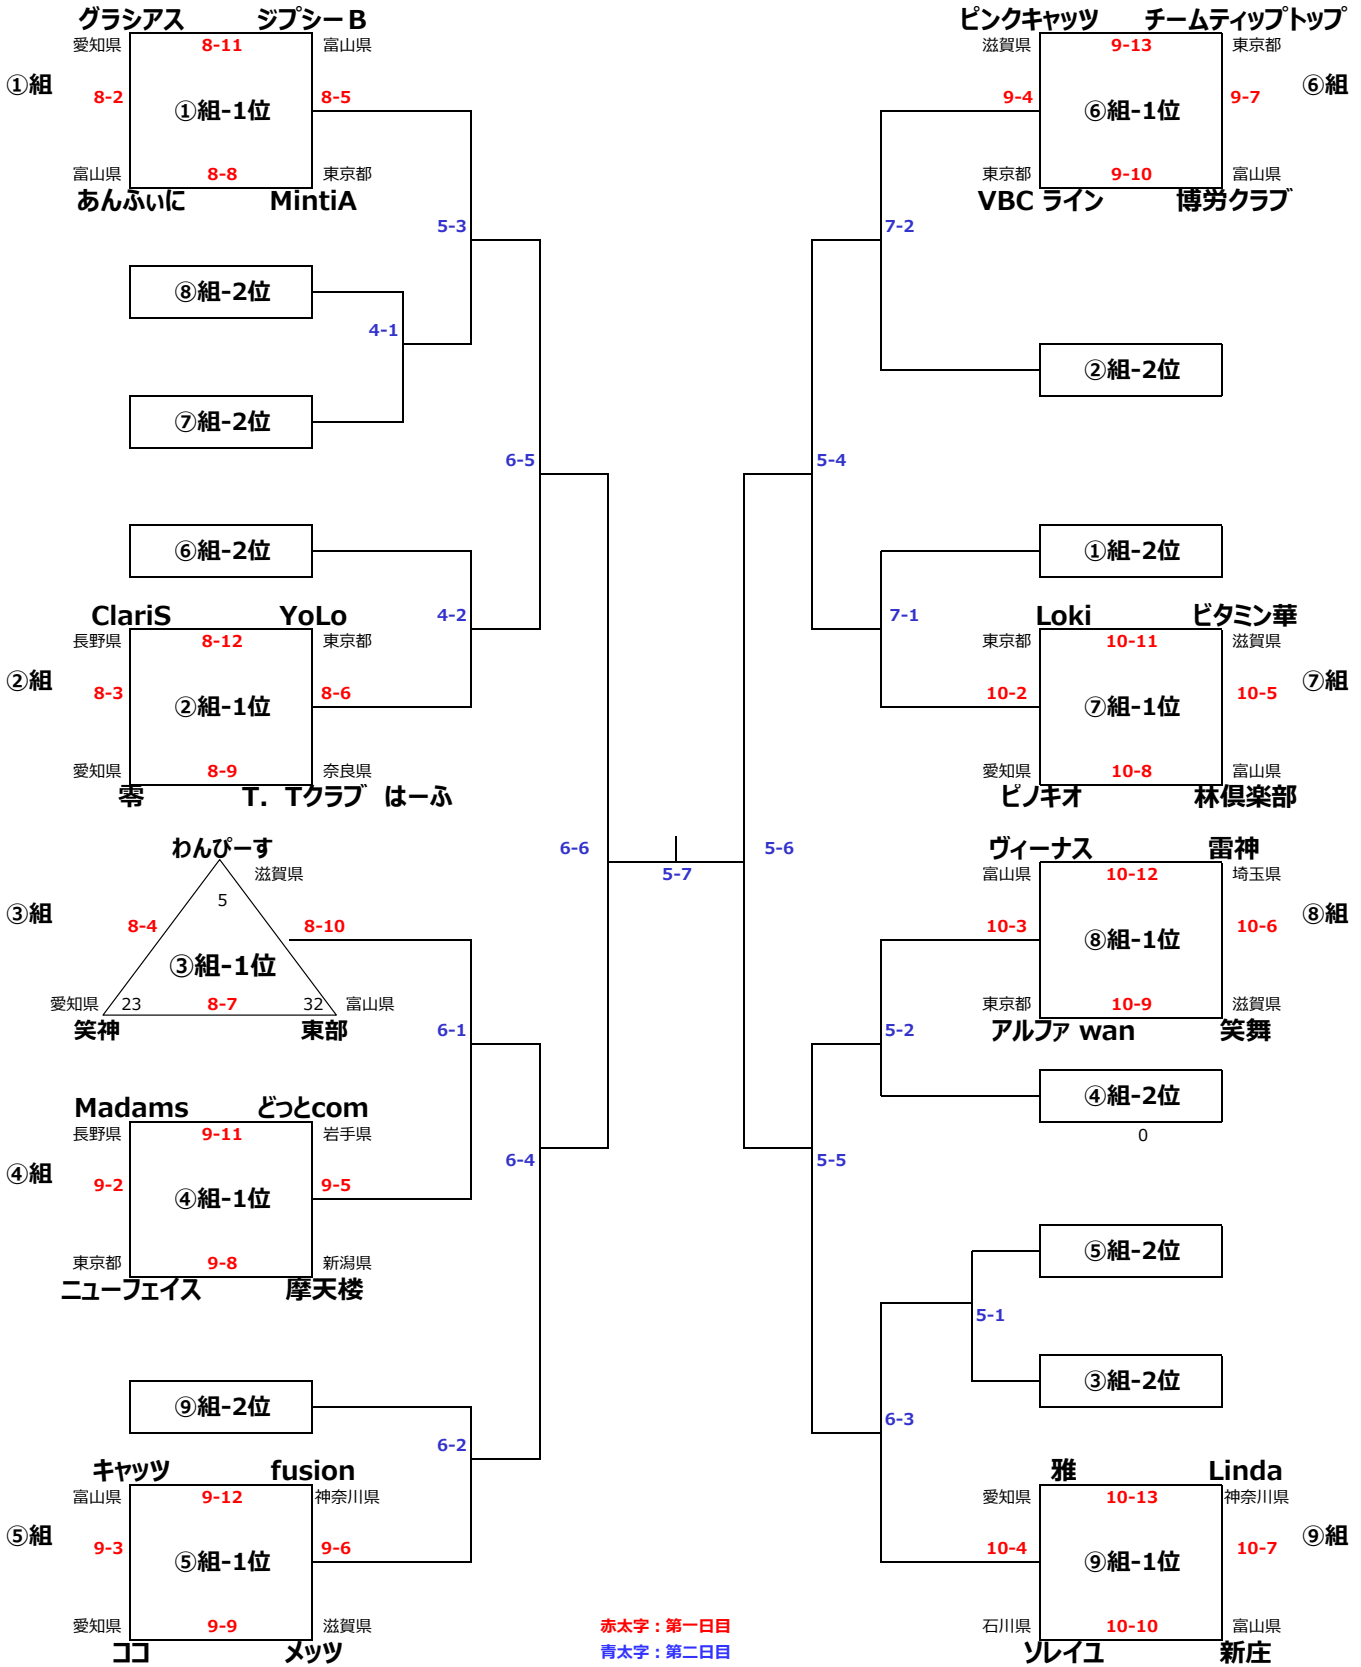 グラシアス ジプシーB
愛知県 8-11 富山県
①組 8-2 ①組-1位 8-5
富山県 8-8 東京都
あんふぃに MintiA
5-3
⑧組-2位
4-1
⑦組-2位
6-5
⑥組-2位
ClariS YoLo
4-2
長野県 8-12 東京都
②組 8-3 ②組-1位 8-6
愛知県 8-9 奈良県
零 T. Tクラブ はーふ
わんぴーす
滋賀県
5
③組 8-4 8-10
③組-1位
愛知県 23 8-7 32 富山県
笑神 東部
6-1
Madams どっとcom
長野県 9-11 岩手県
④組 9-2 ④組-1位 9-5
東京都 9-8 新潟県
ニューフェイス 摩天楼
6-4
⑨組-2位
6-2
キャッツ fusion
富山県 9-12 神奈川県
⑤組 9-3 ⑤組-1位 9-6
愛知県 9-9 滋賀県
ココ メッツ
6-6
5-7
5-6
ピンクキャッツ チームティップトップ
滋賀県 9-13 東京都
9-4 ⑥組-1位 9-7 ⑥組
東京都 9-10 富山県
VBC ライン 博労クラブ
7-2
②組-2位
5-4
①組-2位
7-1
Loki ビタミン華
東京都 10-11 滋賀県
10-2 ⑦組-1位 10-5 ⑦組
愛知県 10-8 富山県
ピノキオ 林倶楽部
ヴィーナス 雷神
富山県 10-12 埼玉県
10-3 ⑧組-1位 10-6 ⑧組
東京都 10-9 滋賀県
アルファ wan 笑舞
5-2
④組-2位
0
5-5
⑤組-2位
5-1
③組-2位
6-3
雅 Linda
愛知県 10-13 神奈川県
10-4 ⑨組-1位 10-7 ⑨組
石川県 10-10 富山県
ソレイユ 新庄
赤太字：第一日目
青太字：第二日目